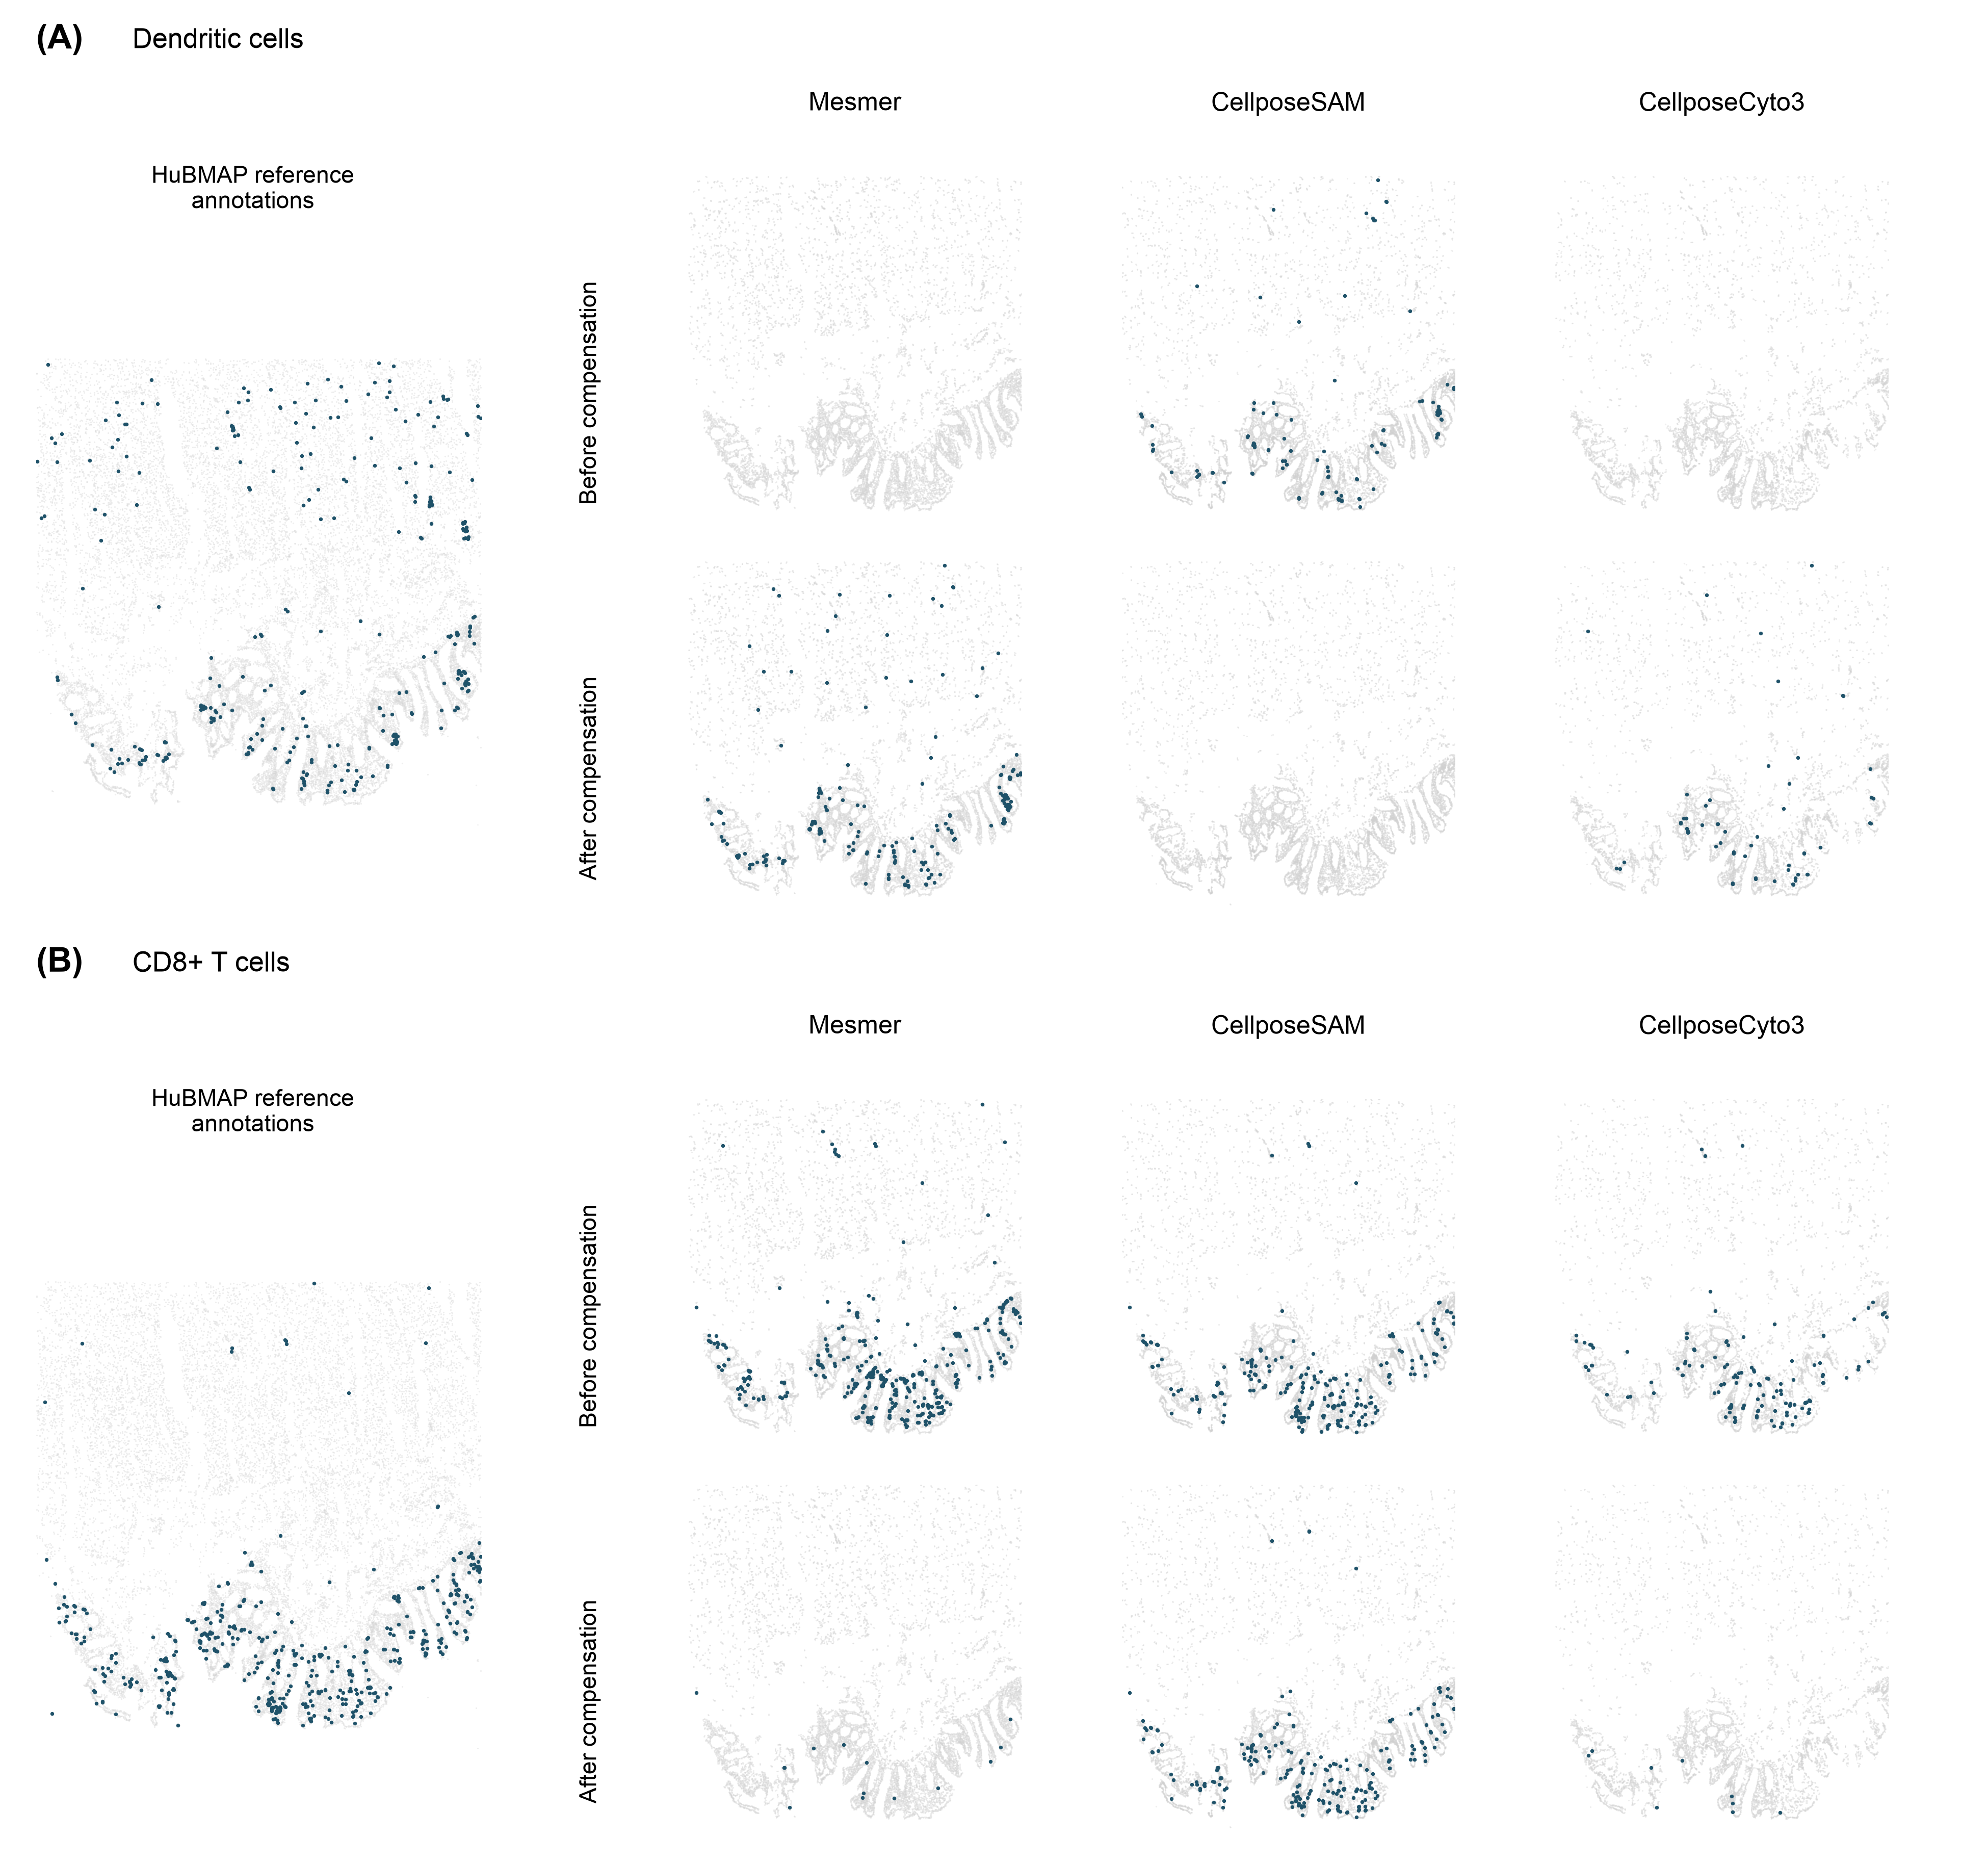 (A) Dendritic cells
Mesmer CellposeSAM CellposeCyto3
HuBMAP reference
annotations
Before compensation
After compensation
(B) CD8+ T cells
Mesmer CellposeSAM CellposeCyto3
HuBMAP reference
annotations
Before compensation
After compensation